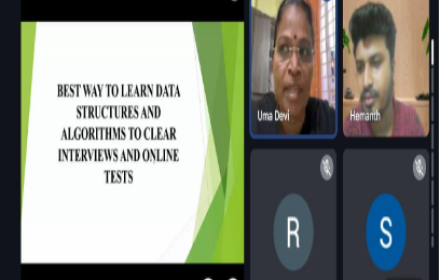 BEST WAY TO LEARN DATA
STRUCTURES AND
ALGORITHMS TO CLEAR
INTERVIEWS AND ONLINE
TESTS
Uma Devi
Hemanth
R
S